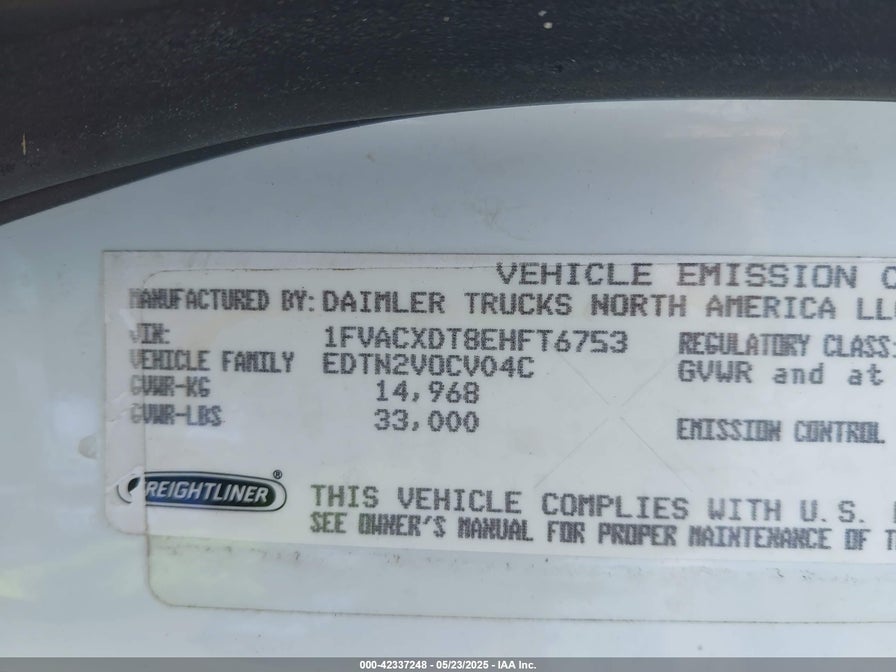 VEHICLE EMISSION C
MANUFACTURED BY: DAIMLER TRUCKS NORTH AMERICA LL
VIN: 1FVACXDT8EHFT6753 REGULATORY CLASS:
VEHICLE FAMILY EDTN2VOCV04C GVWR and at
GVWR-KG 14,968
GVWR-LBS 33,000 EMISSION CONTROL
FREIGHTLINER®
THIS VEHICLE COMPLIES WITH U.S.
SEE OWNER'S MANUAL FOR PROPER MAINTENANCE OF T
000-42337248 - 05/23/2025 - IAA Inc.